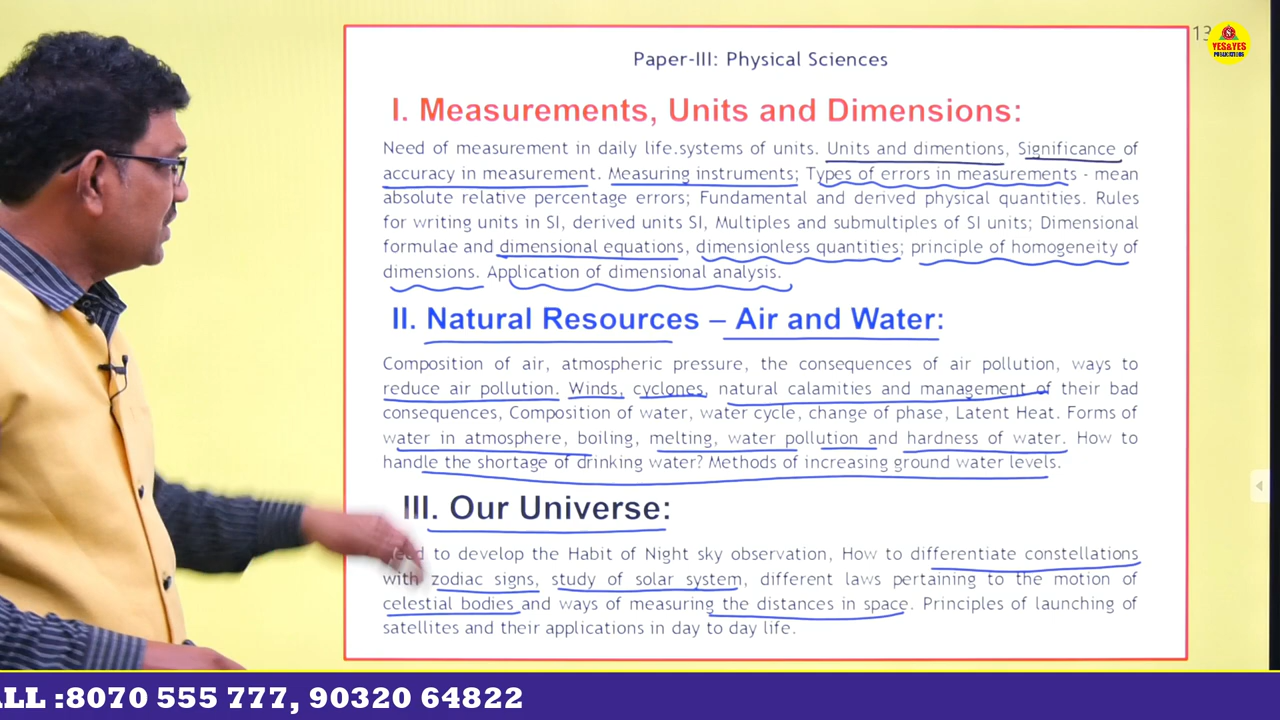 13
YES&YES
PUBLICATIONS
Paper-III: Physical Sciences
I. Measurements, Units and Dimensions:
Need of measurement in daily life.systems of units. Units and dimentions, Significance of
accuracy in measurement. Measuring instruments; Types of errors in measurements - mean
absolute relative percentage errors; Fundamental and derived physical quantities. Rules
for writing units in SI, derived units SI, Multiples and submultiples of SI units; Dimensional
formulae and dimensional equations, dimensionless quantities; principle of homogeneity of
dimensions. Application of dimensional analysis.
II. Natural Resources – Air and Water:
Composition of air, atmospheric pressure, the consequences of air pollution, ways to
reduce air pollution. Winds, cyclones, natural calamities and management of their bad
consequences, Composition of water, water cycle, change of phase, Latent Heat. Forms of
water in atmosphere, boiling, melting, water pollution and hardness of water. How to
handle the shortage of drinking water? Methods of increasing ground water levels.
III. Our Universe:
Need to develop the Habit of Night sky observation, How to differentiate constellations
with zodiac signs, study of solar system, different laws pertaining to the motion of
celestial bodies and ways of measuring the distances in space. Principles of launching of
satellites and their applications in day to day life.
ALL :8070 555 777, 90320 64822